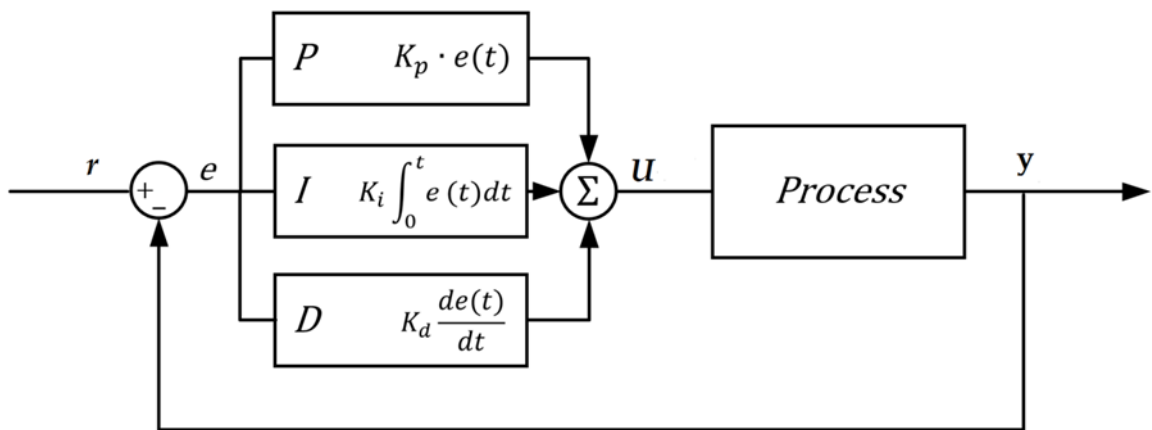 P K_p · e(t)
r + − e
I K_i ∫_0^t e (t)dt
Σ u Process y
D K_d de(t)/dt